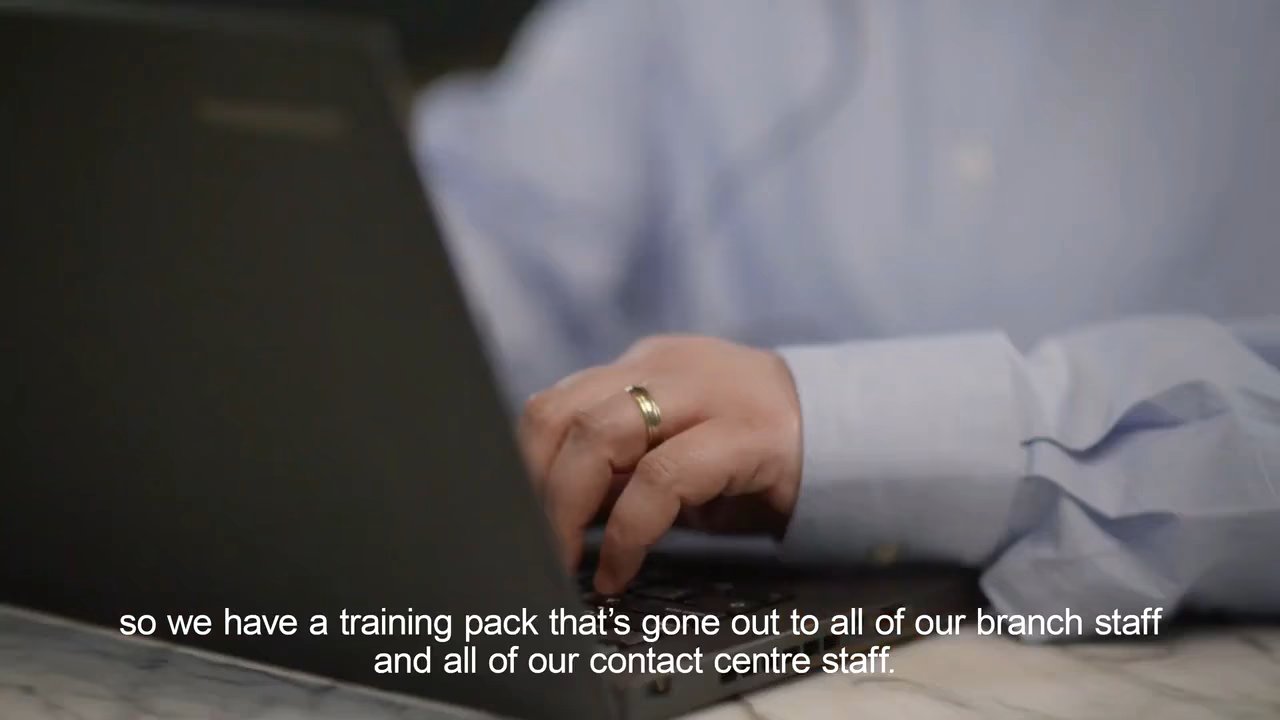 so we have a training pack that's gone out to all of our branch staff
and all of our contact centre staff.